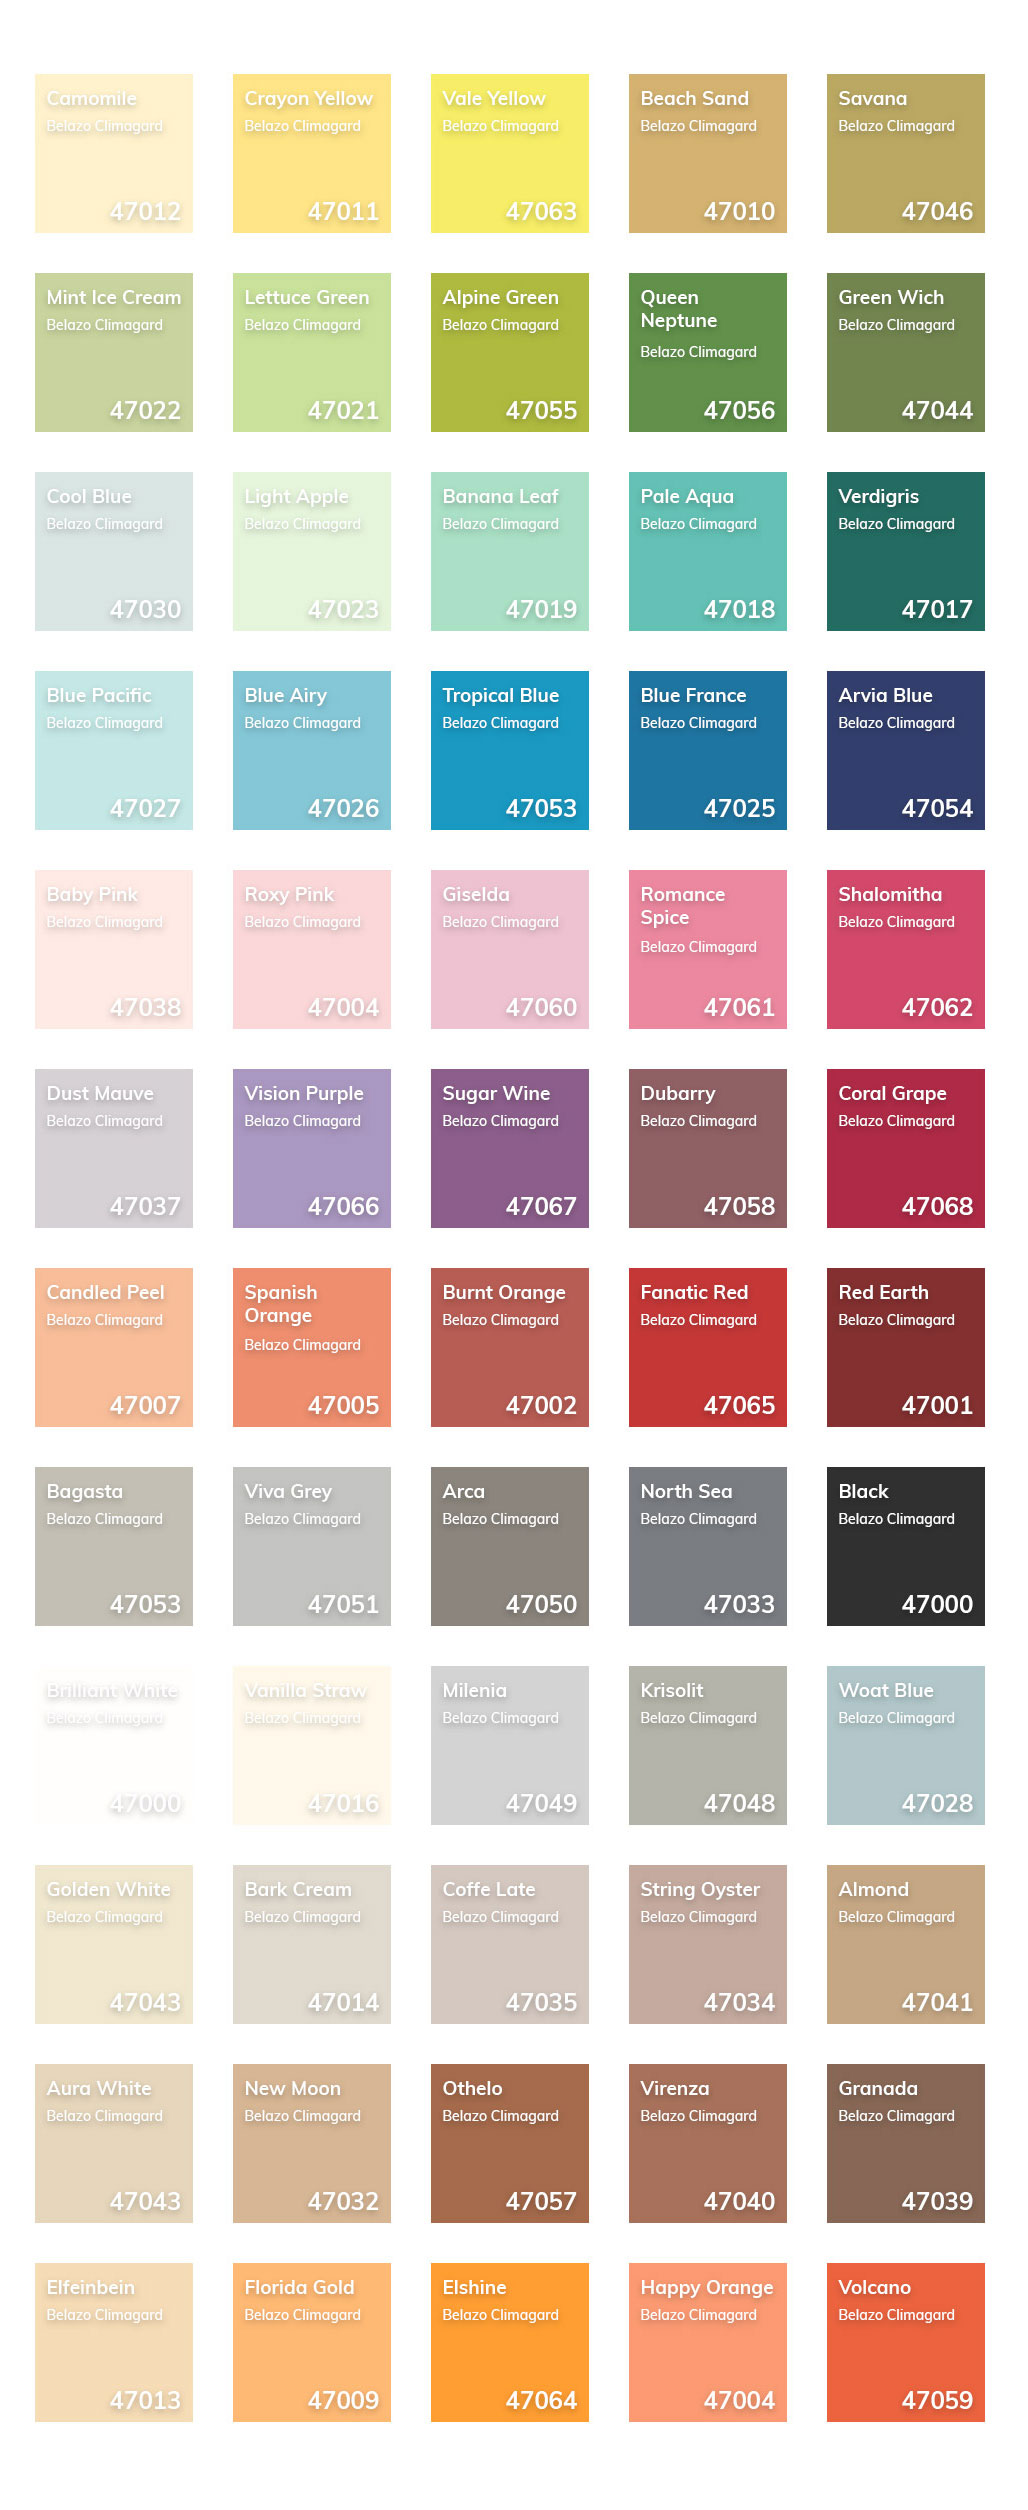 Camomile
Belazo Climagard
47012
Crayon Yellow
Belazo Climagard
47011
Vale Yellow
Belazo Climagard
47063
Beach Sand
Belazo Climagard
47010
Savana
Belazo Climagard
47046
Mint Ice Cream
Belazo Climagard
47022
Lettuce Green
Belazo Climagard
47021
Alpine Green
Belazo Climagard
47055
Queen
Neptune
Belazo Climagard
47056
Green Wich
Belazo Climagard
47044
Cool Blue
Belazo Climagard
47030
Light Apple
Belazo Climagard
47023
Banana Leaf
Belazo Climagard
47019
Pale Aqua
Belazo Climagard
47018
Verdigris
Belazo Climagard
47017
Blue Pacific
Belazo Climagard
47027
Blue Airy
Belazo Climagard
47026
Tropical Blue
Belazo Climagard
47053
Blue France
Belazo Climagard
47025
Arvia Blue
Belazo Climagard
47054
Baby Pink
Belazo Climagard
47038
Roxy Pink
Belazo Climagard
47004
Giselda
Belazo Climagard
47060
Romance
Spice
Belazo Climagard
47061
Shalomitha
Belazo Climagard
47062
Dust Mauve
Belazo Climagard
47037
Vision Purple
Belazo Climagard
47066
Sugar Wine
Belazo Climagard
47067
Dubarry
Belazo Climagard
47058
Coral Grape
Belazo Climagard
47068
Candled Peel
Belazo Climagard
47007
Spanish
Orange
Belazo Climagard
47005
Burnt Orange
Belazo Climagard
47002
Fanatic Red
Belazo Climagard
47065
Red Earth
Belazo Climagard
47001
Bagasta
Belazo Climagard
47053
Viva Grey
Belazo Climagard
47051
Arca
Belazo Climagard
47050
North Sea
Belazo Climagard
47033
Black
Belazo Climagard
47000
Brilliant White
Belazo Climagard
47000
Vanilla Straw
Belazo Climagard
47016
Milenia
Belazo Climagard
47049
Krisolit
Belazo Climagard
47048
Woat Blue
Belazo Climagard
47028
Golden White
Belazo Climagard
47043
Bark Cream
Belazo Climagard
47014
Coffe Late
Belazo Climagard
47035
String Oyster
Belazo Climagard
47034
Almond
Belazo Climagard
47041
Aura White
Belazo Climagard
47043
New Moon
Belazo Climagard
47032
Othelo
Belazo Climagard
47057
Virenza
Belazo Climagard
47040
Granada
Belazo Climagard
47039
Elfeinbein
Belazo Climagard
47013
Florida Gold
Belazo Climagard
47009
Elshine
Belazo Climagard
47064
Happy Orange
Belazo Climagard
47004
Volcano
Belazo Climagard
47059